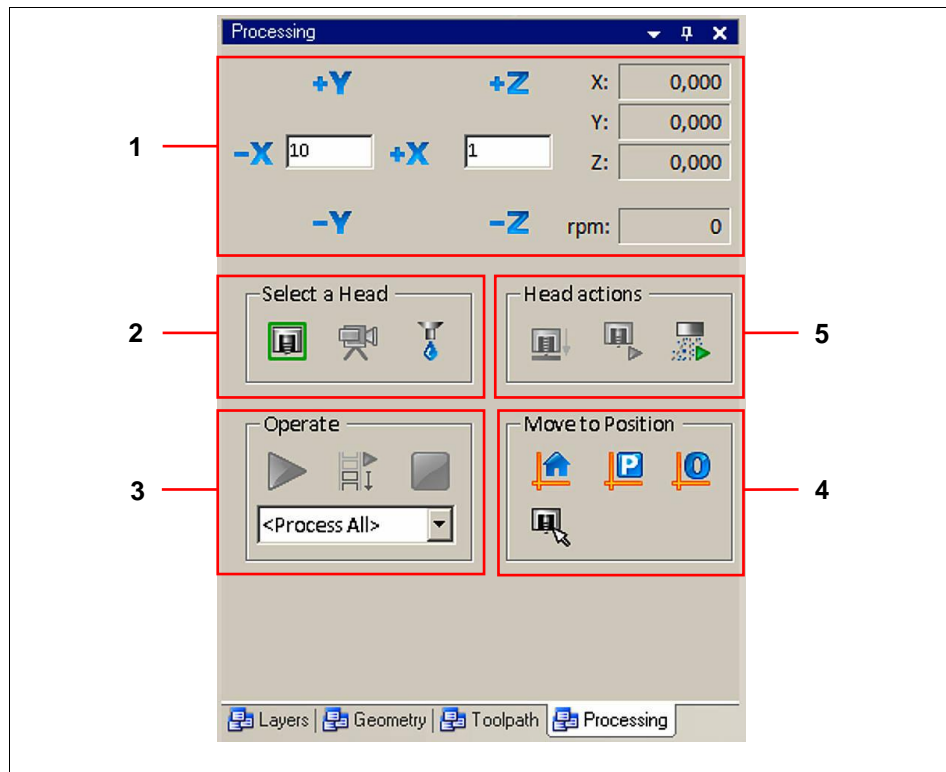 Processing
+Y +Z X: 0,000
Y: 0,000
1 -X 10 +X 1 Z: 0,000
-Y -Z rpm: 0
Select a Head Head actions
2 5
Operate Move to Position
P 0
3 4
<Process All>
Layers Geometry Toolpath Processing